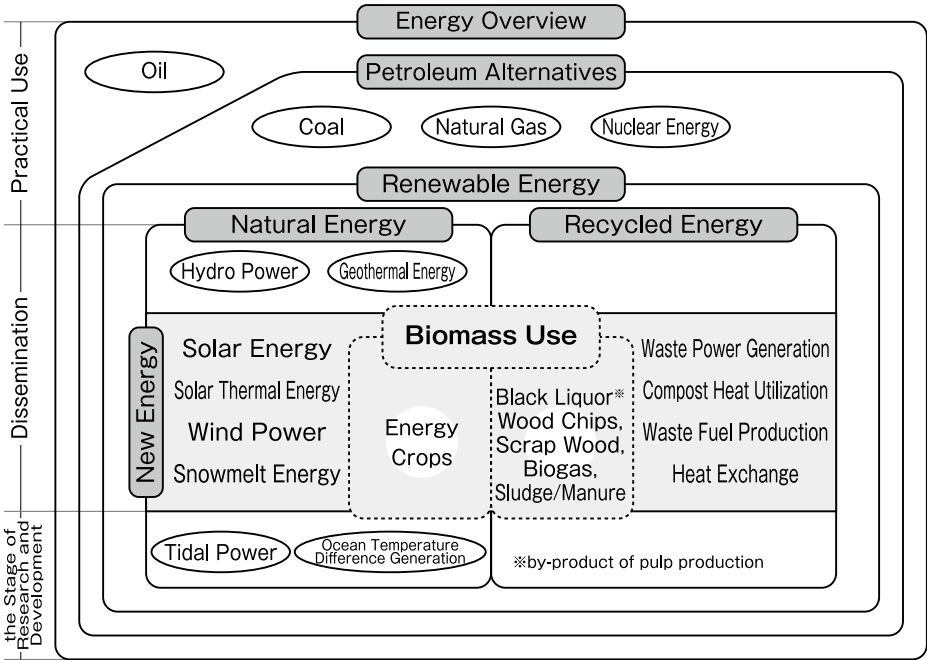 Energy Overview
Practical Use
Oil
Petroleum Alternatives
Coal
Natural Gas
Nuclear Energy
Renewable Energy
Natural Energy
Recycled Energy
Dissemination
Hydro Power
Geothermal Energy
New Energy
Biomass Use
Solar Energy
Solar Thermal Energy
Wind Power
Snowmelt Energy
Energy
Crops
Black Liquor※
Wood Chips,
Scrap Wood,
Biogas,
Sludge/Manure
Waste Power Generation
Compost Heat Utilization
Waste Fuel Production
Heat Exchange
the Stage of
Research and
Development
Tidal Power
Ocean Temperature
Difference Generation
※by-product of pulp production